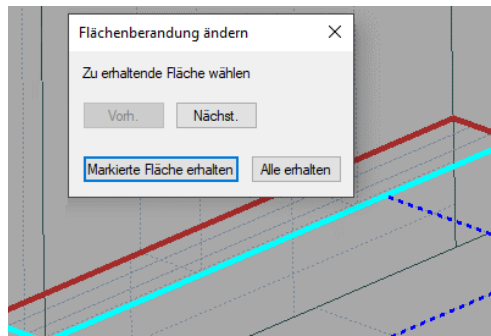 Flächenberandung ändern
Zu erhaltende Fläche wählen
Vorh. Nächst.
Markierte Fläche erhalten Alle erhalten